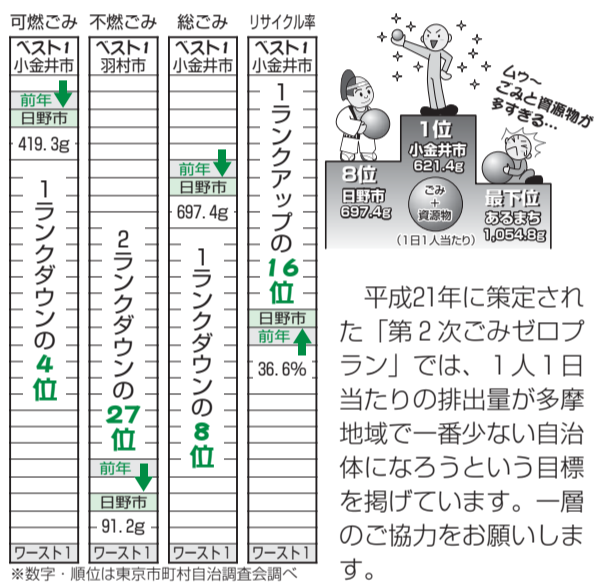 可燃ごみ
ベスト1
小金井市
前年
日野市
419.3g
1ランクダウンの4位
ワースト1
不燃ごみ
ベスト1
羽村市
2ランクダウンの27位
前年
日野市
91.2g
ワースト1
総ごみ
ベスト1
小金井市
前年
日野市
697.4g
1ランクダウンの8位
ワースト1
リサイクル率
ベスト1
小金井市
1ランクアップの16位
日野市
前年
36.6%
ワースト1
※数字・順位は東京市町村自治調査会調べ
ムゥ〜
ごみと資源物が
多すぎる…
1位
小金井市
621.4g
8位
日野市
697.4g
ごみ
+
資源物
(1日1人当たり)
最下位
あるまち
1,054.8g
平成21年に策定され
た「第2次ごみゼロプ
ラン」では、1人1日
当たりの排出量が多摩
地域で一番少ない自治
体になろうという目標
を掲げています。一層
のご協力をお願いしま
す。